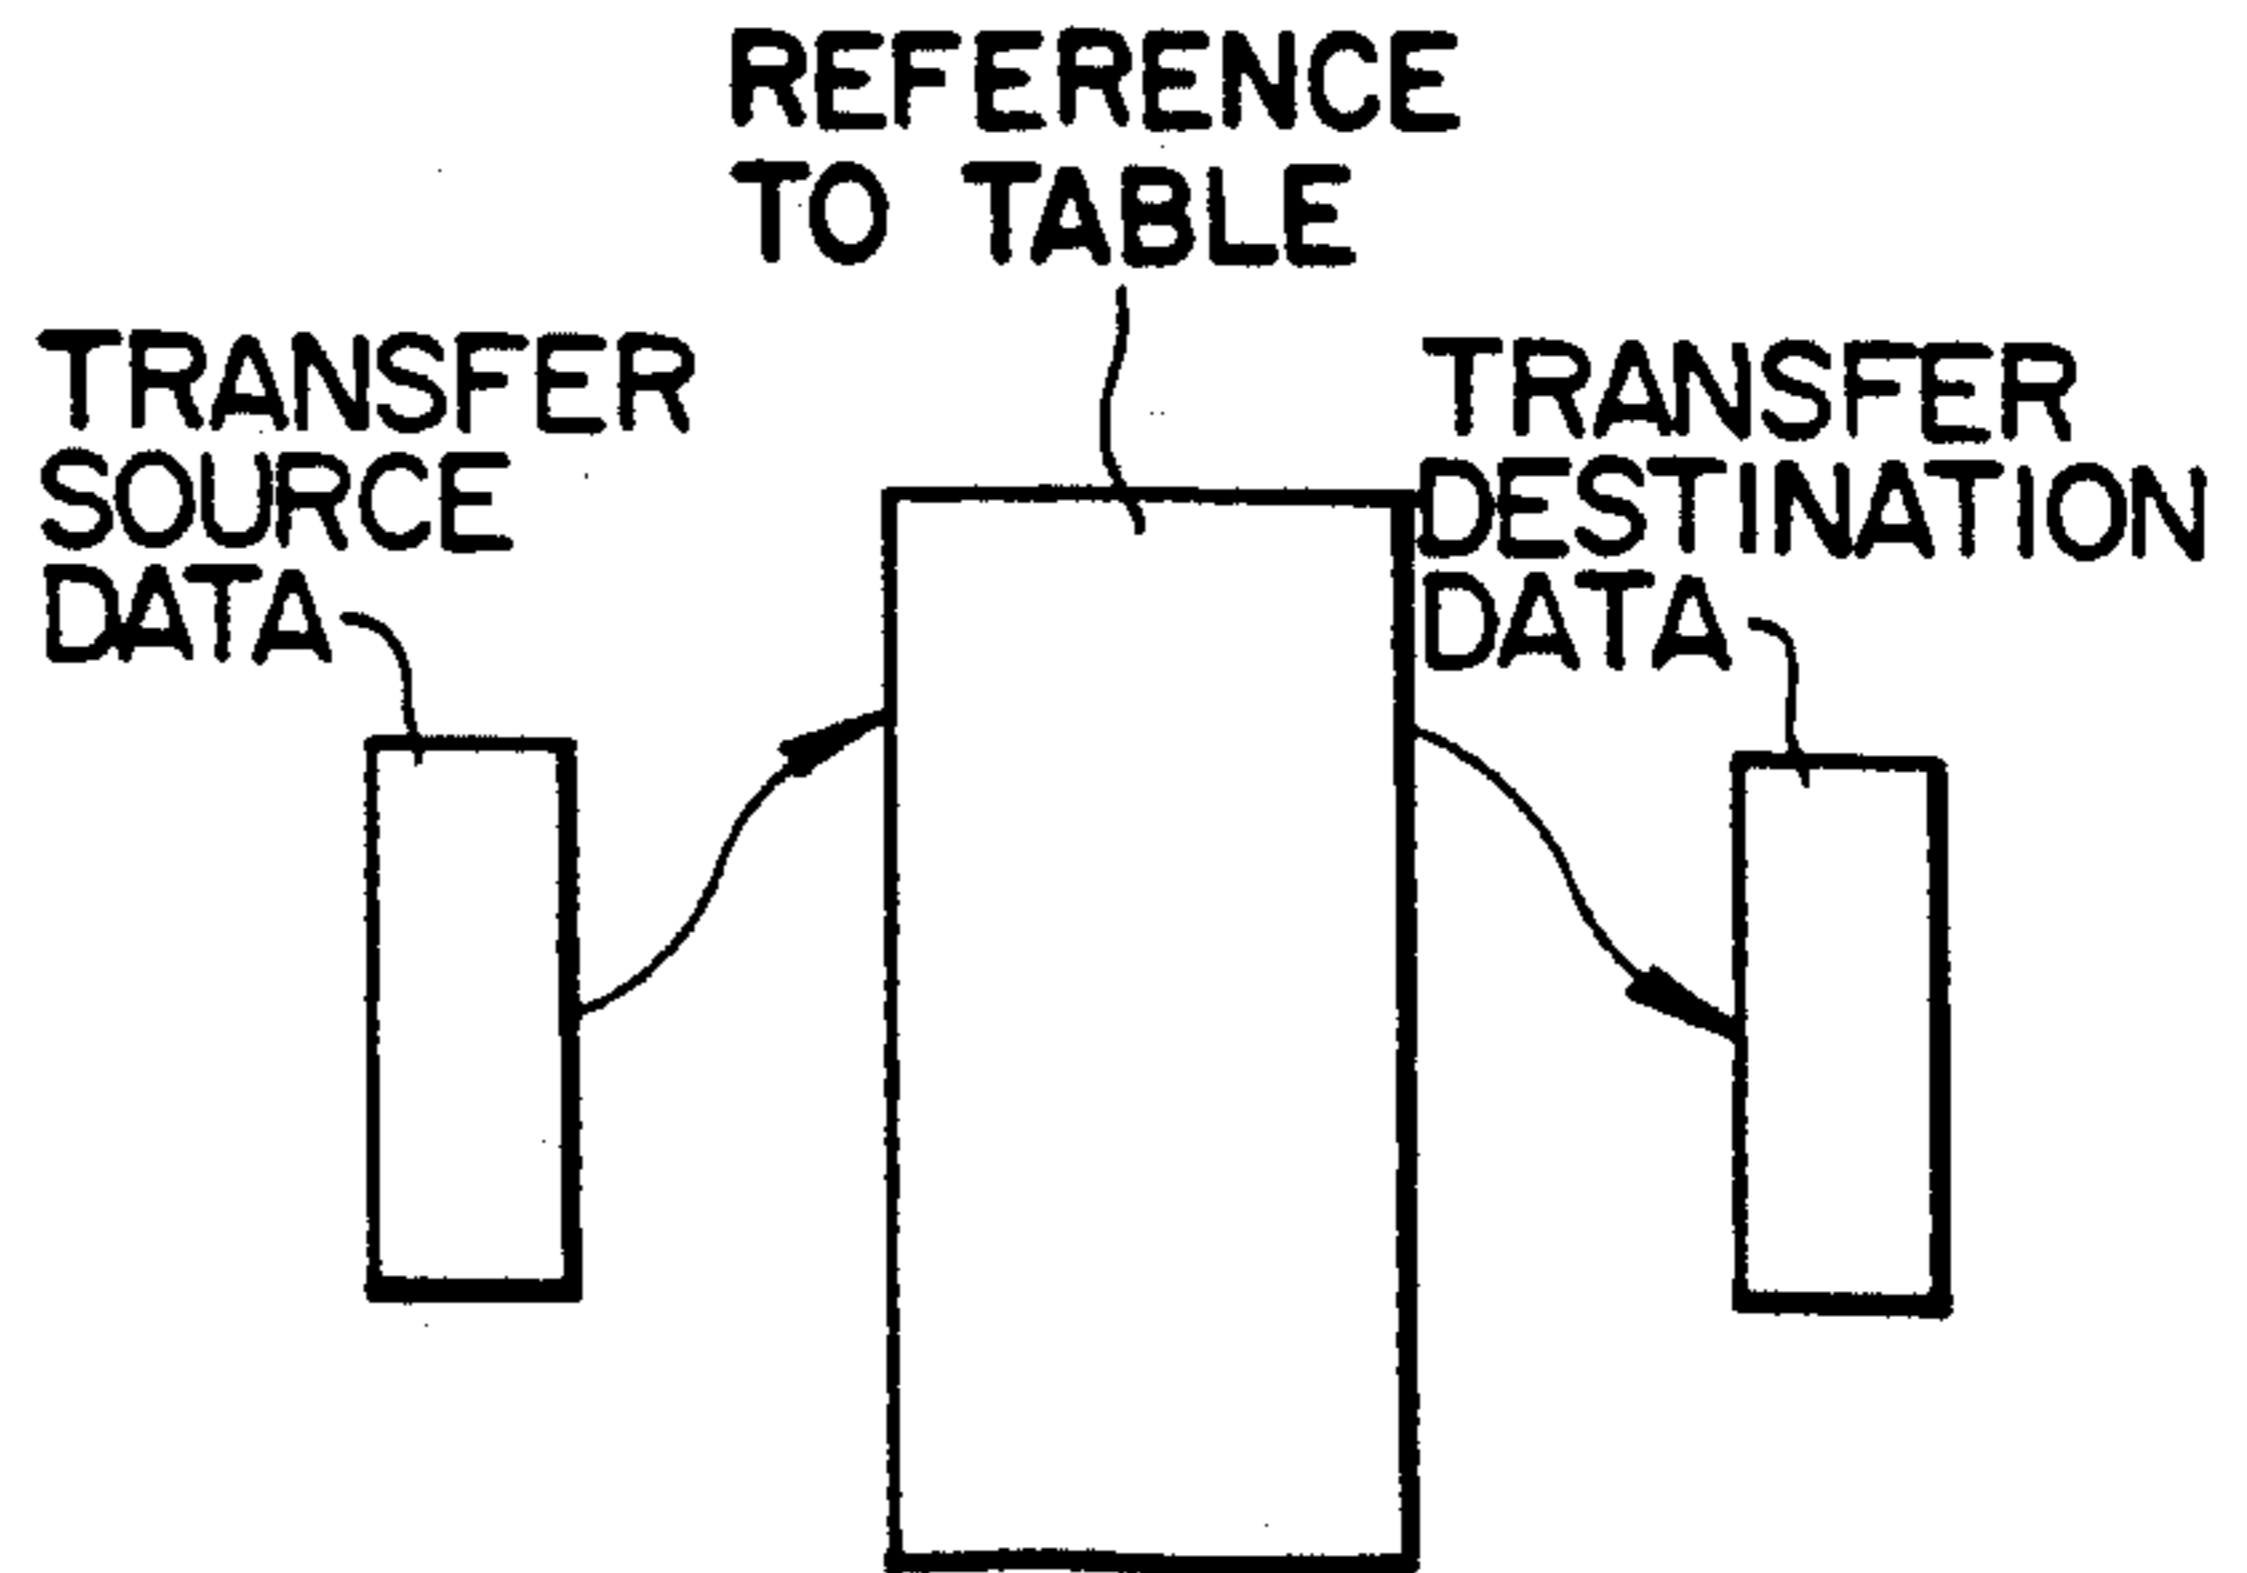 REFERENCE
TO TABLE
TRANSFER
SOURCE
DATA
TRANSFER
DESTINATION
DATA